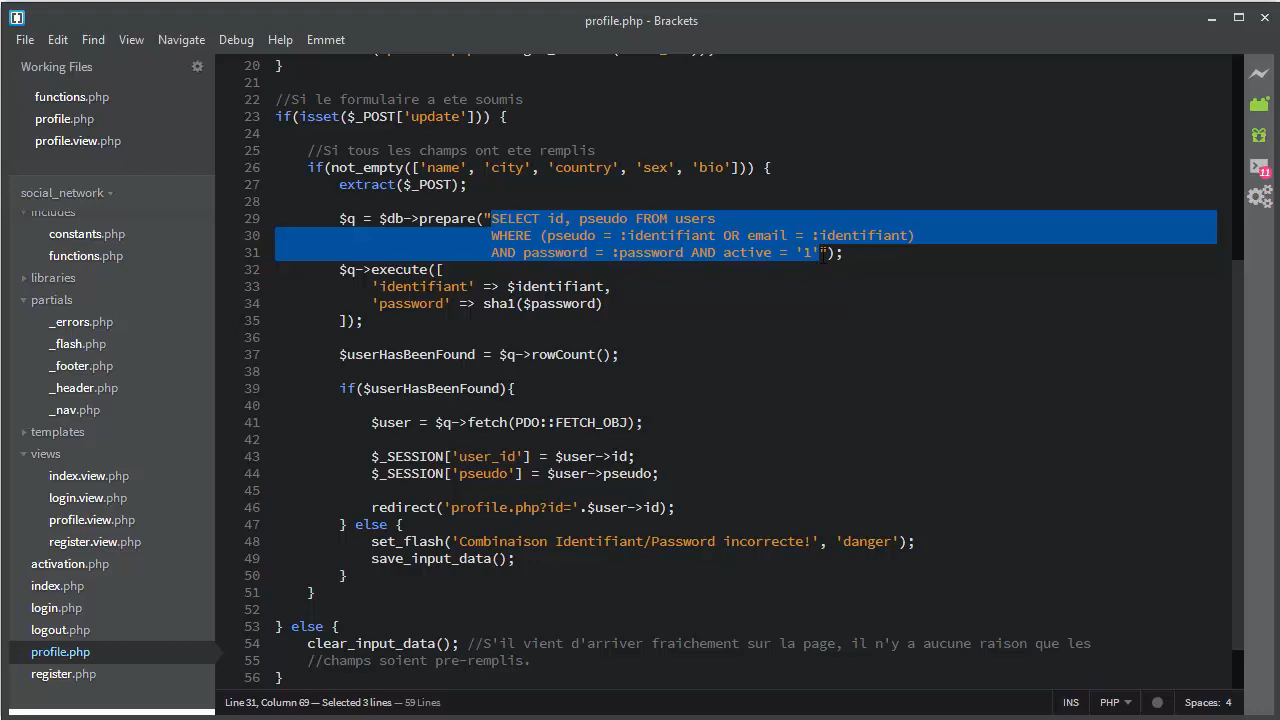 profile.php - Brackets
File Edit Find View Navigate Debug Help Emmet
Working Files
functions.php
profile.php
profile.view.php
social_network
includes
constants.php
functions.php
libraries
partials
_errors.php
_flash.php
_footer.php
_header.php
_nav.php
templates
views
index.view.php
login.view.php
profile.view.php
register.view.php
activation.php
index.php
login.php
logout.php
profile.php
register.php
20 }
21
22 //Si le formulaire a ete soumis
23 if(isset($_POST['update'])) {
24
25 //Si tous les champs ont ete remplis
26 if(not_empty(['name', 'city', 'country', 'sex', 'bio'])) {
27 extract($_POST);
28
29 $q = $db->prepare("SELECT id, pseudo FROM users
30 WHERE (pseudo = :identifiant OR email = :identifiant)
31 AND password = :password AND active = '1'");
32 $q->execute([
33 'identifiant' => $identifiant,
34 'password' => sha1($password)
35 ]);
36
37 $userHasBeenFound = $q->rowCount();
38
39 if($userHasBeenFound){
40
41 $user = $q->fetch(PDO::FETCH_OBJ);
42
43 $_SESSION['user_id'] = $user->id;
44 $_SESSION['pseudo'] = $user->pseudo;
45
46 redirect('profile.php?id='.$user->id);
47 } else {
48 set_flash('Combinaison Identifiant/Password incorrecte!', 'danger');
49 save_input_data();
50 }
51 }
52
53 } else {
54 clear_input_data(); //S'il vient d'arriver fraichement sur la page, il n'y a aucune raison que les
55 //champs soient pre-remplis.
56 }
11
Line 31, Column 69 — Selected 3 lines — 59 Lines
INS PHP Spaces: 4